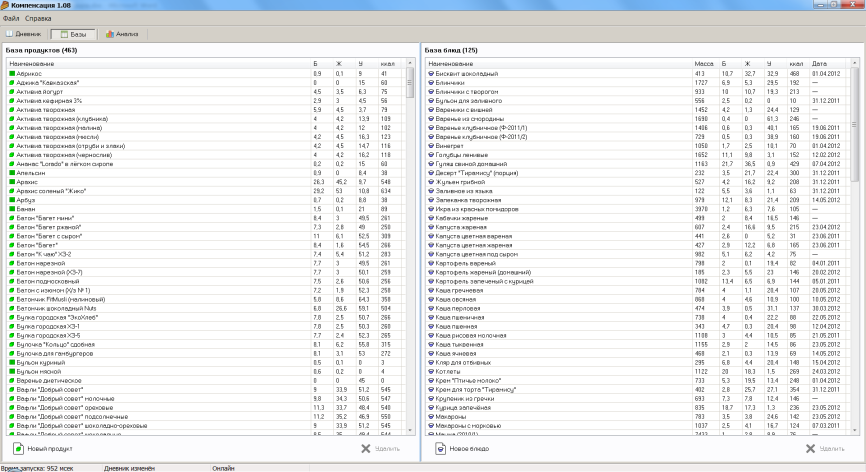 Компенсация 1.08
Файл Справка
Дневник Базы Анализ
База продуктов (463)
Наименование Б Ж У ккал
Абрикос 0,9 0,1 9 41
Аджика "Кавказская" 0 0 15 60
Активиа йогурт 4,5 3,5 6,3 75
Активиа кефирная 3% 2,9 3 4,5 56
Активиа творожная 5,9 4,5 3,7 79
Активиа творожная (клубника) 4 4,2 13,9 109
Активиа творожная (малина) 4 4,2 12 102
Активиа творожная (мюсли) 4,2 4,5 16,3 123
Активиа творожная (отруби и злаки) 4,2 4,5 14,7 116
Активиа творожная (чернослив) 4 4,2 16,2 118
Ананас "Lorado" в лёгком сиропе 0,2 0,2 15 60
Апельсин 0,9 0 8,4 38
Арахис 26,3 45,2 9,7 548
Арахис соленый "Жико" 29,2 53 10,8 634
Арбуз 0,7 0,2 8,8 38
Банан 1,5 0,1 21 89
Батон "Багет мини" 8,4 3 49,5 261
Батон "Багет ржаной" 7,3 2,8 49 250
Батон "Багет с сыром" 11 6,1 52,5 309
Батон "Багет" 8,4 1,6 54,5 266
Батон "К чаю" ХЗ-2 7,4 5,4 51,2 283
Батон нарезной 7,7 3 49,5 261
Батон нарезной (ХЗ-7) 7,7 3 50,1 259
Батон подмосковный 7,5 2,6 50,6 256
Батон с изюмом (Х/з № 1) 7,2 1,9 52,3 258
Батончик FitMusli (малиновый) 5,8 8,6 64,3 358
Батончик шоколадный Nuts 6,8 26,6 59,1 504
Булка городская "ЭкоХлеб" 7,8 2,5 50,7 266
Булка городская ХЗ-1 7,8 2,5 50,3 260
Булка городская ХЗ-5 7,7 2,4 52,3 265
Булочка "Кольцо" сдобная 8,1 6,2 55,8 315
Булочка для гамбургеров 8,1 3,1 53 272
Бульон куриный 0,5 0,1 0 3
Бульон мясной 0,6 0,2 0 4
Варенье диетическое 0 0 45 0
Вафли "Добрый совет" 9 33,9 51,2 545
Вафли "Добрый совет" молочные 9,8 34,3 50,6 547
Вафли "Добрый совет" ореховые 11,3 33,7 48,4 540
Вафли "Добрый совет" подсолнечные 11,2 35,2 46,9 550
Вафли "Добрый совет" шоколадно-ореховые 9 33,9 51,2 545
Новый продукт Удалить
База блюд (125)
Наименование Масса Б Ж У ккал Дата
Бисквит шоколадный 413 10,7 32,7 32,9 468 01.04.2012
Блинчики 1727 6,9 5,3 29,5 192 —
Блинчики с творогом 933 10 10,7 19,3 213 —
Бульон для заливного 556 2,5 0,2 0 10 31.12.2011
Вареники с вишней 1452 4,2 1,3 24,4 129 —
Варенье из смородины 1690 0,4 0 61,3 246 —
Варенье клубничное (Ф-2011/1) 1406 0,6 0,3 40,1 165 19.06.2011
Варенье клубничное (Ф-2011/2) 729 0,5 0,3 38,9 160 19.06.2011
Винегрет 1850 1,7 2,5 10,1 70 01.04.2012
Голубцы ленивые 1652 11,1 9,8 3,1 152 12.02.2012
Гуляш свиной домашний 1163 21,7 36,5 0,9 429 07.04.2012
Десерт "Тирамису" (порция) 232 3,5 21,7 22,4 300 31.12.2011
Жульен грибной 527 4,2 16,2 9,2 208 31.12.2011
Заливное из языка 122 5,5 3,6 1,1 63 31.12.2011
Запеканка творожная 979 12,1 8,3 21,4 209 14.05.2012
Икра из красных помидоров 3970 1,2 6,3 7,6 105 —
Кабачки жареные 499 2 8,4 16,5 146 —
Капуста жареная 607 2,4 16,6 9,5 215 23.04.2012
Капуста цветная вареная 441 2,6 0 5,2 31 23.06.2011
Капуста цветная жареная 427 2,9 12,2 6,8 165 23.06.2011
Капуста цветная под сыром 982 5,1 6,2 4,2 75 —
Картофель вареный 798 2 0,1 19,4 82 04.01.2011
Картофель жареный (домашний) 185 2,3 5,5 23 146 20.02.2012
Картофель запеченый с курицей 1082 13,4 6,5 6,9 144 05.01.2011
Каша гречневая 784 4 1,1 20,4 107 20.05.2012
Каша овсяная 868 4 4,6 10,9 100 18.05.2012
Каша перловая 474 3,9 0,5 31,1 137 30.03.2012
Каша пшеничная 738 4 0,4 22,2 88 22.05.2012
Каша пшенная 343 4,7 0,3 20,4 98 12.04.2012
Каша рисовая молочная 1108 3 4,4 10,5 85 21.05.2011
Каша тыквенная 1155 2,9 2 14,5 86 23.05.2012
Каша ячневая 468 2,1 0,3 13,9 69 14.05.2012
Кляр для отбивных 295 6,8 4,4 20,4 148 15.04.2012
Котлеты 1122 20 18,3 1,5 269 24.03.2012
Крем "Птичье молоко" 733 5,3 19,5 13,4 248 01.04.2012
Крем для торта "Тирамису" 402 2,8 25,7 27,1 354 31.12.2011
Крупеник из гречки 693 7,3 7,8 12,4 146 —
Курица запечёная 835 18,7 17,3 1,3 236 23.05.2012
Макароны 783 3,5 3,8 24,6 142 23.05.2012
Макароны с морковью 1037 2,5 4,1 16,7 124 07.03.2011
Новое блюдо Удалить
Время запуска: 952 мсек Дневник изменён Онлайн